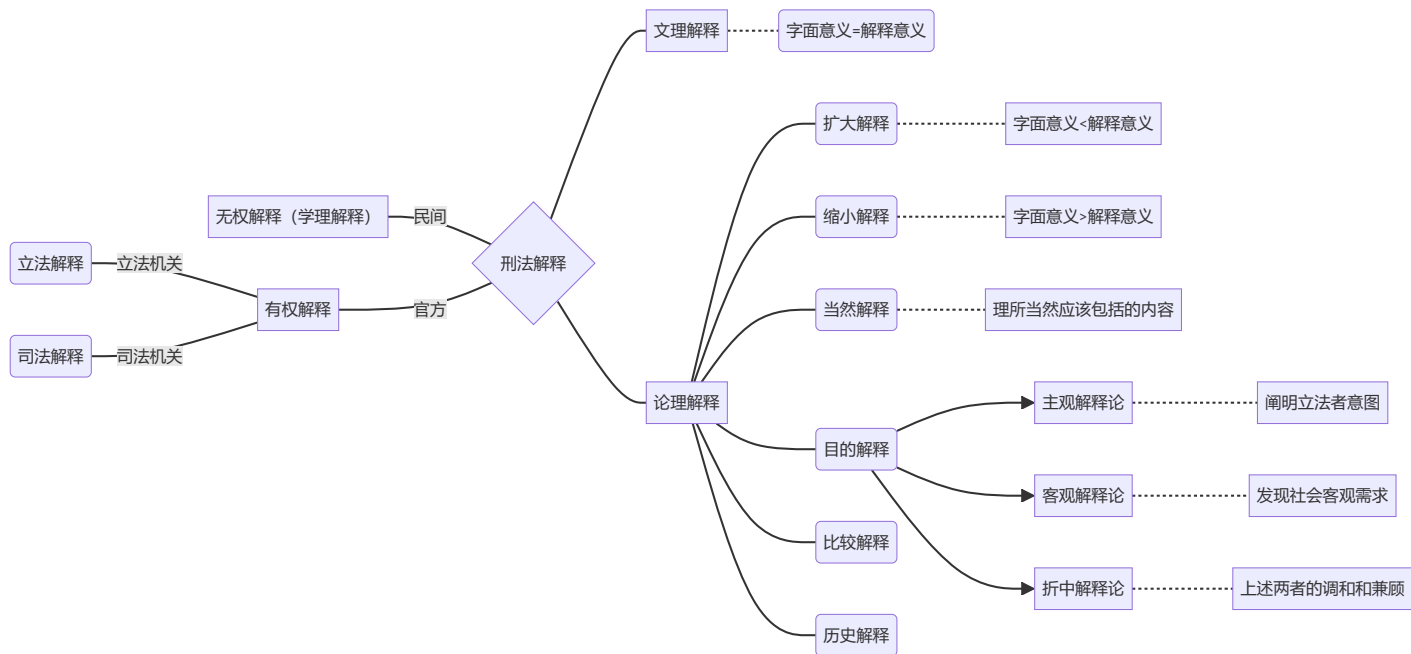 文理解释
字面意义=解释意义
扩大解释
字面意义<解释意义
无权解释（学理解释）
民间
缩小解释
字面意义>解释意义
立法解释
立法机关
刑法解释
有权解释
官方
当然解释
理所当然应该包括的内容
司法解释
司法机关
论理解释
主观解释论
阐明立法者意图
目的解释
客观解释论
发现社会客观需求
比较解释
折中解释论
上述两者的调和和兼顾
历史解释